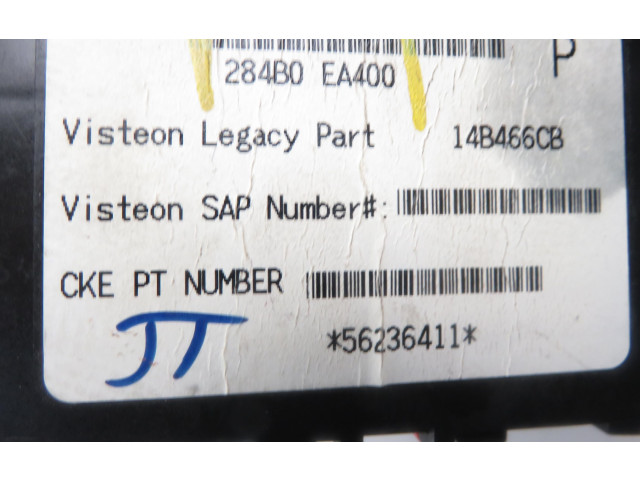 P
284B0 EA400
Visteon Legacy Part 14B466CB
Visteon SAP Number#:
CKE PT NUMBER
*56236411*
JT